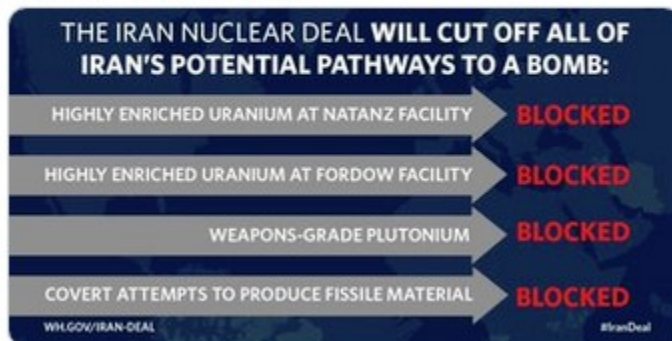 THE IRAN NUCLEAR DEAL WILL CUT OFF ALL OF
IRAN'S POTENTIAL PATHWAYS TO A BOMB:
HIGHLY ENRICHED URANIUM AT NATANZ FACILITY BLOCKED
HIGHLY ENRICHED URANIUM AT FORDOW FACILITY BLOCKED
WEAPONS-GRADE PLUTONIUM BLOCKED
COVERT ATTEMPTS TO PRODUCE FISSILE MATERIAL BLOCKED
WH.GOV/IRAN-DEAL #IranDeal